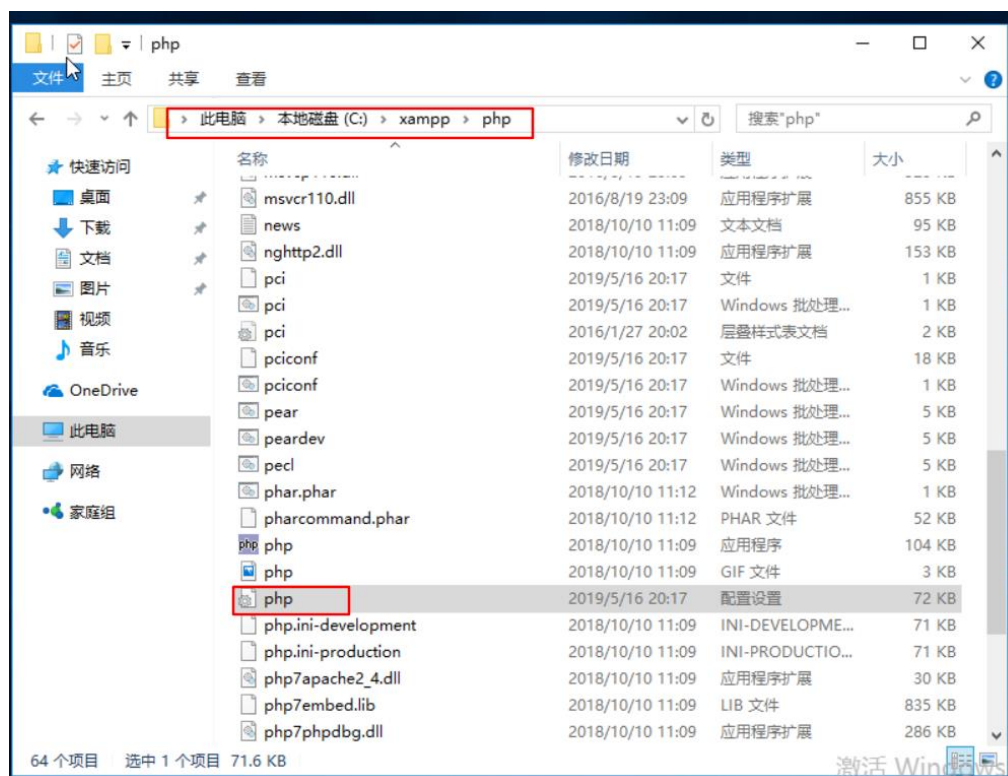 php
文件 主页 共享 查看
此电脑 > 本地磁盘 (C:) > xampp > php 搜索"php"
名称 修改日期 类型 大小
快速访问
桌面
下载
文档
图片
视频
音乐
OneDrive
此电脑
网络
家庭组
msvcr110.dll 2016/8/19 23:09 应用程序扩展 855 KB
news 2018/10/10 11:09 文本文档 95 KB
nghttp2.dll 2018/10/10 11:09 应用程序扩展 153 KB
pci 2019/5/16 20:17 文件 1 KB
pci 2019/5/16 20:17 Windows 批处理... 1 KB
pci 2016/1/27 20:02 层叠样式表文档 2 KB
pciconf 2019/5/16 20:17 文件 18 KB
pciconf 2019/5/16 20:17 Windows 批处理... 1 KB
pear 2019/5/16 20:17 Windows 批处理... 5 KB
peardev 2019/5/16 20:17 Windows 批处理... 5 KB
pecl 2019/5/16 20:17 Windows 批处理... 5 KB
phar.phar 2018/10/10 11:12 Windows 批处理... 1 KB
pharcommand.phar 2018/10/10 11:12 PHAR 文件 52 KB
php php 2018/10/10 11:09 应用程序 104 KB
php 2018/10/10 11:09 GIF 文件 3 KB
php 2019/5/16 20:17 配置设置 72 KB
php.ini-development 2018/10/10 11:09 INI-DEVELOPME... 71 KB
php.ini-production 2018/10/10 11:09 INI-PRODUCTIO... 71 KB
php7apache2_4.dll 2018/10/10 11:09 应用程序扩展 30 KB
php7embed.lib 2018/10/10 11:09 LIB 文件 835 KB
php7phpdbg.dll 2018/10/10 11:09 应用程序扩展 286 KB
64 个项目 选中 1 个项目 71.6 KB
激活 Windows